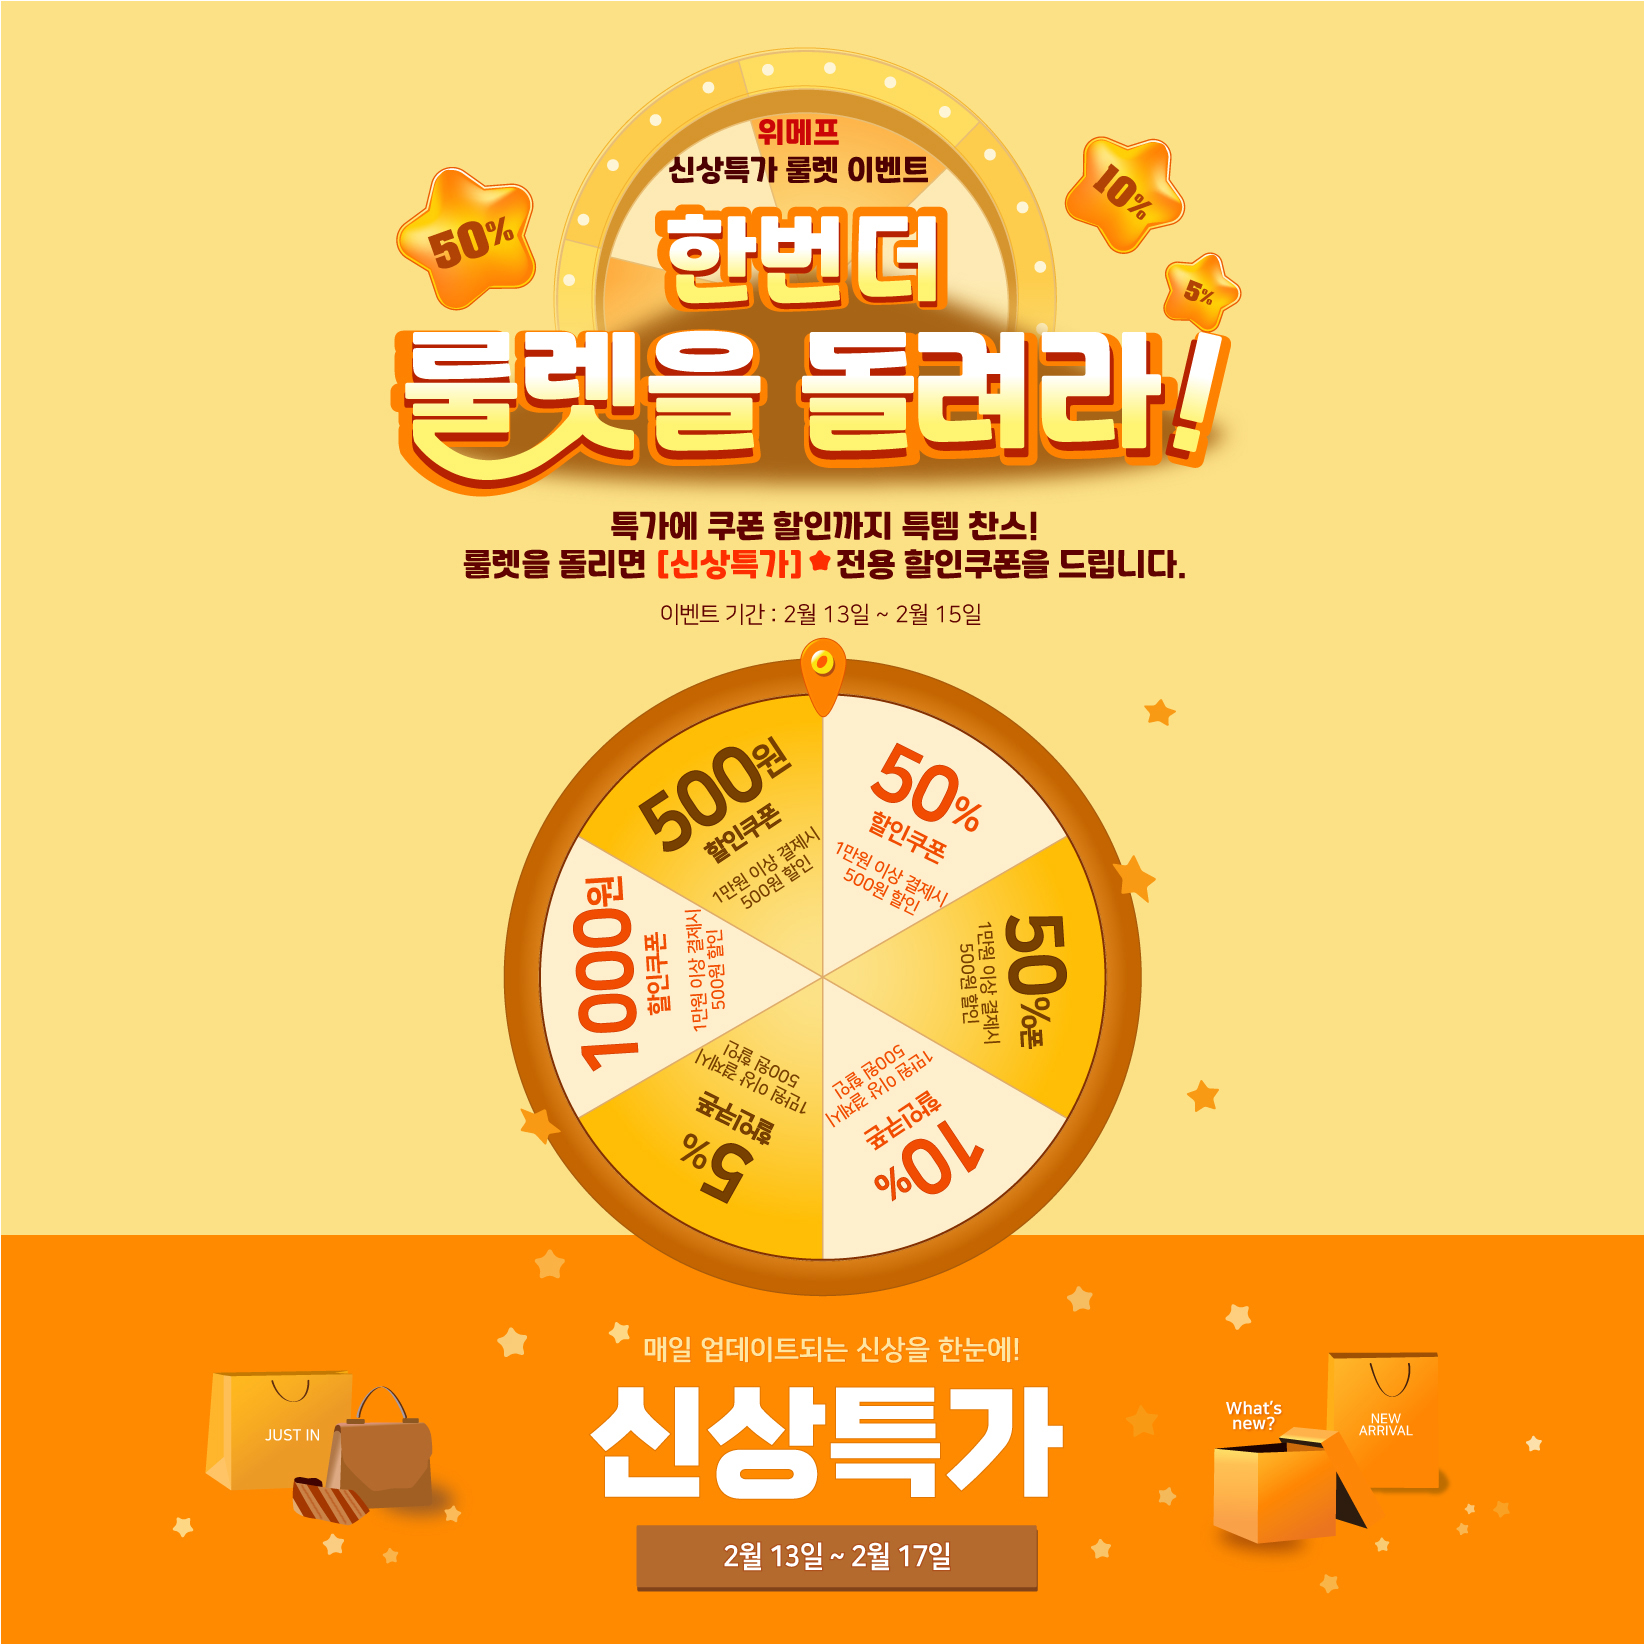 위메프
신상특가 룰렛 이벤트
50%
10%
5%
한번 더
룰렛을 돌려라!
특가에 쿠폰 할인까지 특템 찬스!
룰렛을 돌리면 [신상특가] 전용 할인쿠폰을 드립니다.
이벤트 기간 : 2월 13일 ~ 2월 15일
500원
할인쿠폰
1만원 이상 결제시
500원 할인
50%
할인쿠폰
1만원 이상 결제시
500원 할인
1000원
할인쿠폰
1만원 이상 결제시
500원 할인
50%폰
1만원 이상 결제시
500원 할인
5%
할인쿠폰
1만원 이상 결제시
500원 할인
10%
할인쿠폰
1만원 이상 결제시
500원 할인
매일 업데이트되는 신상을 한눈에!
신상특가
JUST IN
What's
new?
NEW
ARRIVAL
2월 13일 ~ 2월 17일